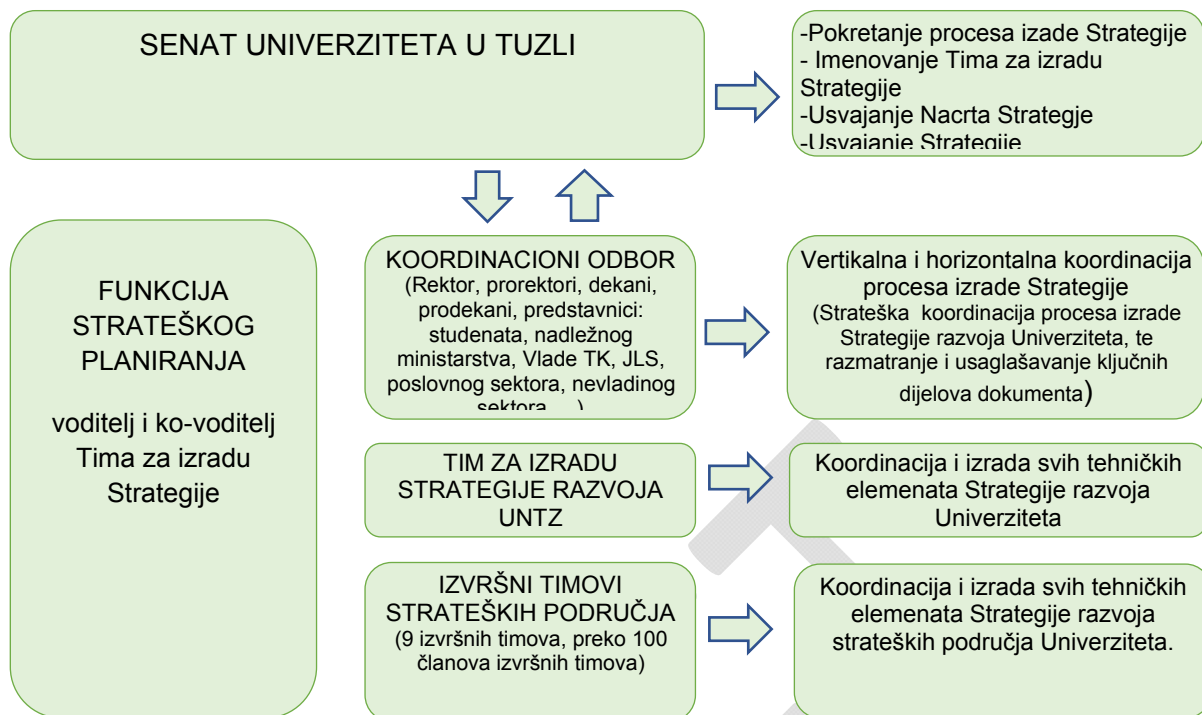 SENAT UNIVERZITETA U TUZLI
-Pokretanje procesa izade Strategije
- Imenovanje Tima za izradu
Strategije
-Usvajanje Nacrta Strategje
-Usvajanje Strategije
FUNKCIJA
STRATEŠKOG
PLANIRANJA
voditelj i ko-voditelj
Tima za izradu
Strategije
KOORDINACIONI ODBOR
(Rektor, prorektori, dekani,
prodekani, predstavnici:
studenata, nadležnog
ministarstva, Vlade TK, JLS,
poslovnog sektora, nevladinog
sektora )
Vertikalna i horizontalna koordinacija
procesa izrade Strategije
(Strateška koordinacija procesa izrade
Strategije razvoja Univerziteta, te
razmatranje i usaglašavanje ključnih
dijelova dokumenta)
TIM ZA IZRADU
STRATEGIJE RAZVOJA
UNTZ
Koordinacija i izrada svih tehničkih
elemenata Strategije razvoja
Univerziteta
IZVRŠNI TIMOVI
STRATEŠKIH PODRUČJA
(9 izvršnih timova, preko 100
članova izvršnih timova)
Koordinacija i izrada svih tehničkih
elemenata Strategije razvoja
strateških područja Univerziteta.